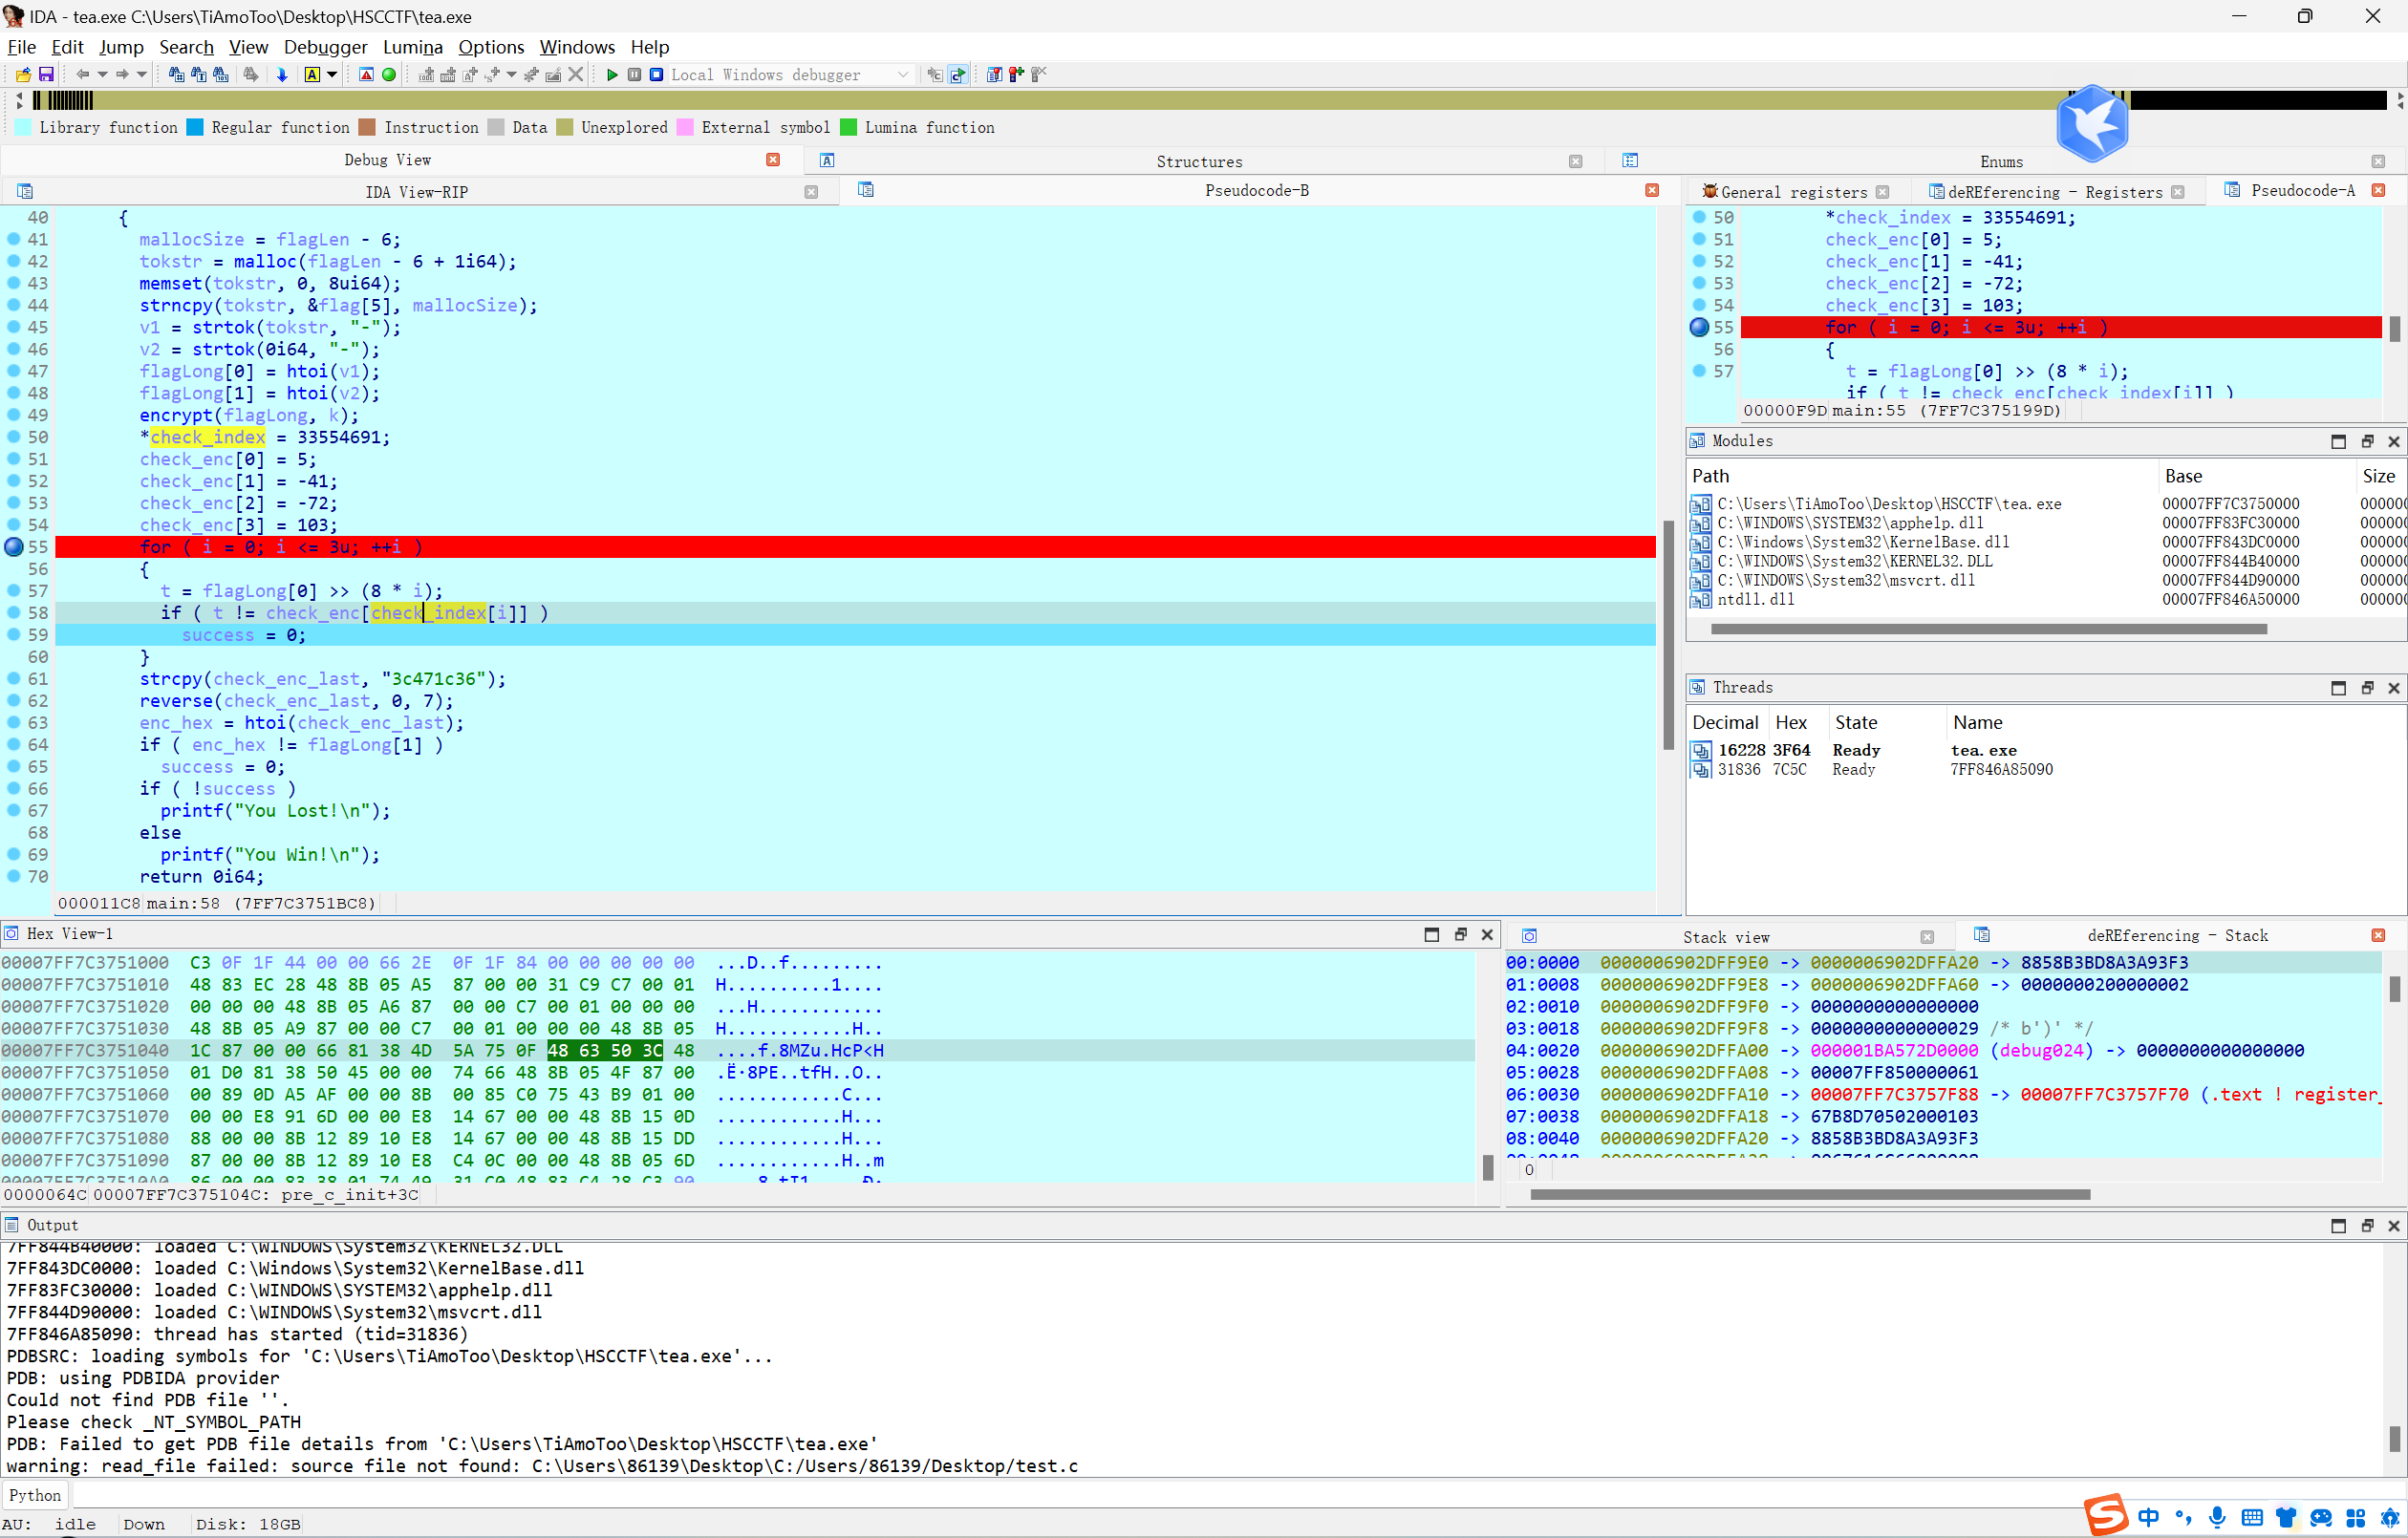 IDA - tea.exe C:\Users\TiAmoToo\Desktop\HSCCTF\tea.exe
File Edit Jump Search View Debugger Lumina Options Windows Help
Local Windows debugger
Library function Regular function Instruction Data Unexplored External symbol Lumina function
Debug View Structures Enums
IDA View-RIP Pseudocode-B
40 {
41 mallocSize = flagLen - 6;
42 tokstr = malloc(flagLen - 6 + 1i64);
43 memset(tokstr, 0, 8ui64);
44 strncpy(tokstr, &flag[5], mallocSize);
45 v1 = strtok(tokstr, "-");
46 v2 = strtok(0i64, "-");
47 flagLong[0] = htoi(v1);
48 flagLong[1] = htoi(v2);
49 encrypt(flagLong, k);
50 *check_index = 33554691;
51 check_enc[0] = 5;
52 check_enc[1] = -41;
53 check_enc[2] = -72;
54 check_enc[3] = 103;
55 for ( i = 0; i <= 3u; ++i )
56 {
57 t = flagLong[0] >> (8 * i);
58 if ( t != check_enc[check_index[i]] )
59 success = 0;
60 }
61 strcpy(check_enc_last, "3c471c36");
62 reverse(check_enc_last, 0, 7);
63 enc_hex = htoi(check_enc_last);
64 if ( enc_hex != flagLong[1] )
65 success = 0;
66 if ( !success )
67 printf("You Lost!\n");
68 else
69 printf("You Win!\n");
70 return 0i64;
000011C8 main:58 (7FF7C3751BC8)
General registers deREferencing - Registers Pseudocode-A
50 *check_index = 33554691;
51 check_enc[0] = 5;
52 check_enc[1] = -41;
53 check_enc[2] = -72;
54 check_enc[3] = 103;
55 for ( i = 0; i <= 3u; ++i )
56 {
57 t = flagLong[0] >> (8 * i);
if ( t != check_enc[check_index[i]] )
00000F9D main:55 (7FF7C375199D)
Modules
Path Base Size
C:\Users\TiAmoToo\Desktop\HSCCTF\tea.exe 00007FF7C3750000 00000
C:\WINDOWS\SYSTEM32\apphelp.dll 00007FF83FC30000 00000
C:\Windows\System32\KernelBase.dll 00007FF843DC0000 00000
C:\WINDOWS\System32\KERNEL32.DLL 00007FF844B40000 00000
C:\WINDOWS\System32\msvcrt.dll 00007FF844D90000 00000
ntdll.dll 00007FF846A50000 00000
Threads
Decimal Hex State Name
16228 3F64 Ready tea.exe
31836 7C5C Ready 7FF846A85090
Hex View-1
00007FF7C3751000 C3 0F 1F 44 00 00 66 2E 0F 1F 84 00 00 00 00 00 ...D..f.........
00007FF7C3751010 48 83 EC 28 48 8B 05 A5 87 00 00 31 C9 C7 00 01 H..........1....
00007FF7C3751020 00 00 00 48 8B 05 A6 87 00 00 C7 00 01 00 00 00 ...H............
00007FF7C3751030 48 8B 05 A9 87 00 00 C7 00 01 00 00 00 48 8B 05 H............H..
00007FF7C3751040 1C 87 00 00 66 81 38 4D 5A 75 0F 48 63 50 3C 48 ....f.8MZu.HcP<H
00007FF7C3751050 01 D0 81 38 50 45 00 00 74 66 48 8B 05 4F 87 00 .Ë·8PE..tfH..O..
00007FF7C3751060 00 89 0D A5 AF 00 00 8B 00 85 C0 75 43 B9 01 00 ............C...
00007FF7C3751070 00 00 E8 91 6D 00 00 E8 14 67 00 00 48 8B 15 0D ............H...
00007FF7C3751080 88 00 00 8B 12 89 10 E8 14 67 00 00 48 8B 15 DD ............H...
00007FF7C3751090 87 00 00 8B 12 89 10 E8 C4 0C 00 00 48 8B 05 6D ............H..m
0000064C 00007FF7C375104C: pre_c_init+3C
Stack view deREferencing - Stack
00:0000 0000006902DFF9E0 -> 0000006902DFFA20 -> 8858B3BD8A3A93F3
01:0008 0000006902DFF9E8 -> 0000006902DFFA60 -> 0000000200000002
02:0010 0000006902DFF9F0 -> 0000000000000000
03:0018 0000006902DFF9F8 -> 0000000000000029 /* b')' */
04:0020 0000006902DFFA00 -> 000001BA572D0000 (debug024) -> 0000000000000000
05:0028 0000006902DFFA08 -> 00007FF850000061
06:0030 0000006902DFFA10 -> 00007FF7C3757F88 -> 00007FF7C3757F70 (.text ! register_
07:0038 0000006902DFFA18 -> 67B8D70502000103
08:0040 0000006902DFFA20 -> 8858B3BD8A3A93F3
0
Output
7FF844B40000: loaded C:\WINDOWS\System32\KERNEL32.DLL
7FF843DC0000: loaded C:\Windows\System32\KernelBase.dll
7FF83FC30000: loaded C:\WINDOWS\SYSTEM32\apphelp.dll
7FF844D90000: loaded C:\WINDOWS\System32\msvcrt.dll
7FF846A85090: thread has started (tid=31836)
PDBSRC: loading symbols for 'C:\Users\TiAmoToo\Desktop\HSCCTF\tea.exe'...
PDB: using PDBIDA provider
Could not find PDB file ''.
Please check _NT_SYMBOL_PATH
PDB: Failed to get PDB file details from 'C:\Users\TiAmoToo\Desktop\HSCCTF\tea.exe'
warning: read_file failed: source file not found: C:\Users\86139\Desktop\C:/Users/86139/Desktop/test.c
Python
AU: idle Down Disk: 18GB
中